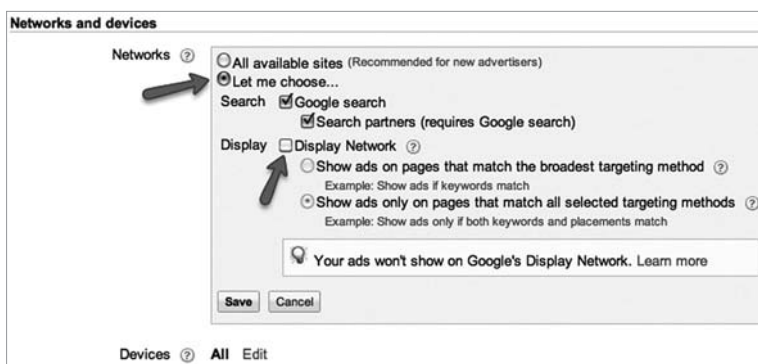 Networks and devices
Networks ?
All available sites (Recommended for new advertisers)
Let me choose...
Search Google search
Search partners (requires Google search)
Display Display Network ?
Show ads on pages that match the broadest targeting method ?
Example: Show ads if keywords match
Show ads only on pages that match all selected targeting methods ?
Example: Show ads only if both keywords and placements match
Your ads won't show on Google's Display Network. Learn more
Save Cancel
Devices ? All Edit